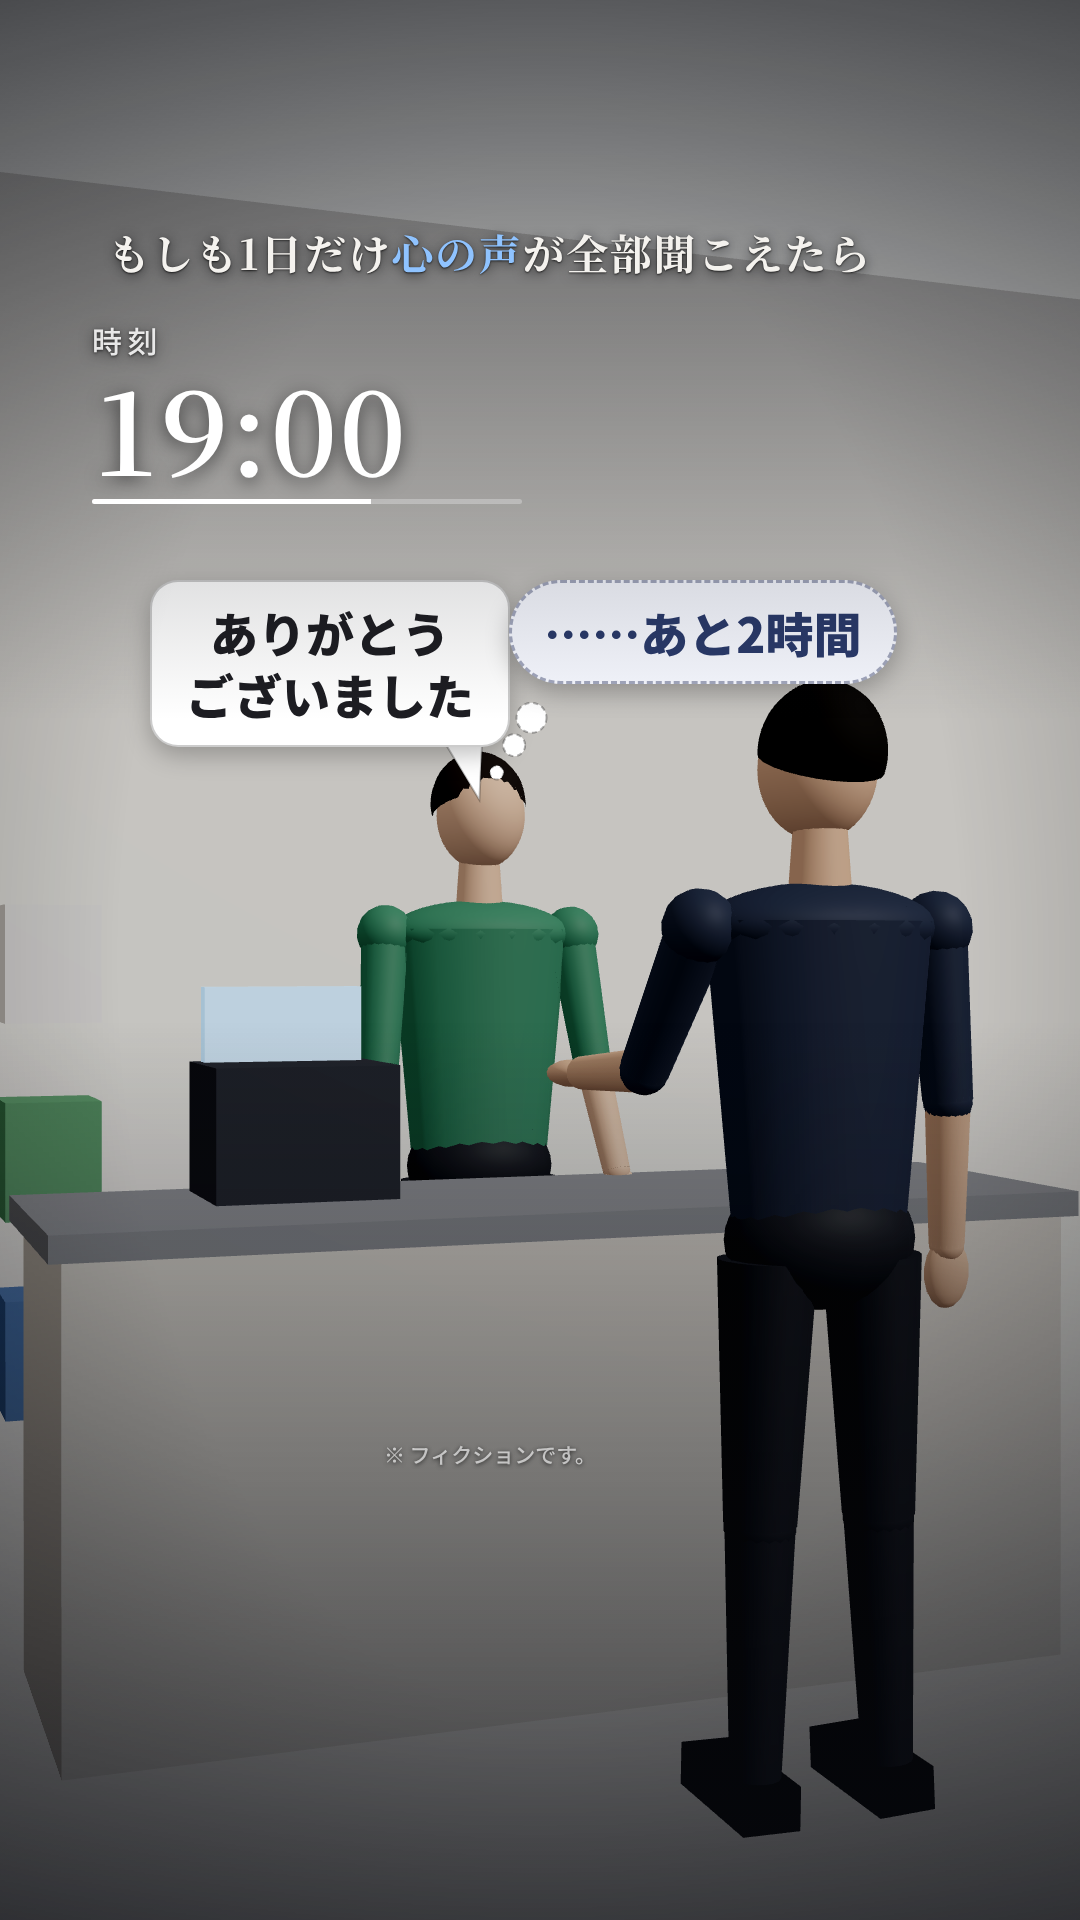 もしも1日だけ心の声が全部聞こえたら
時刻
19:00
ありがとう
ございました
……あと2時間
※ フィクションです。